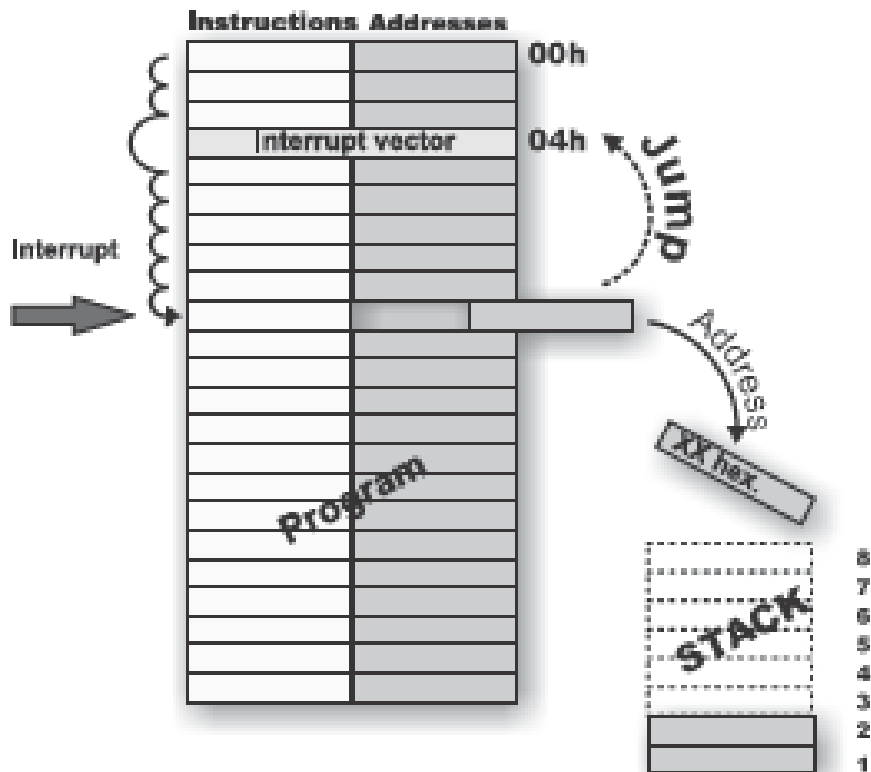 Instructions Addresses
00h
Interrupt vector
04h
Jump
Interrupt
Address
XX hex.
Program
STACK
8
7
6
5
4
3
2
1